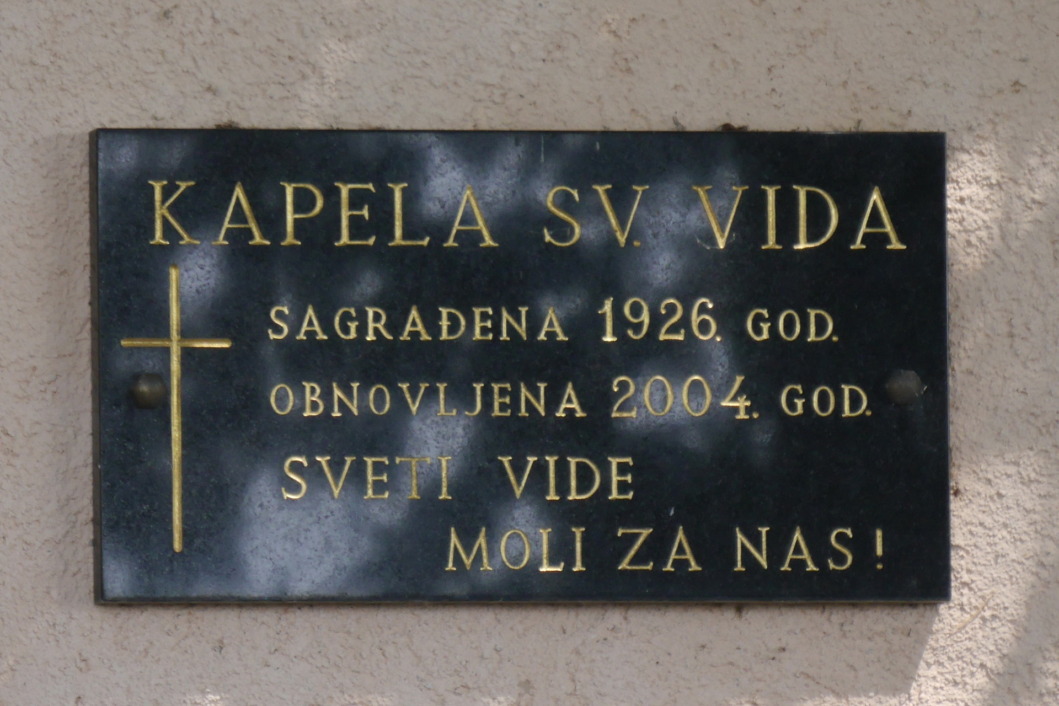 KAPELA SV. VIDA
SAGRAĐENA 1926. GOD.
OBNOVLJENA 2004. GOD.
SVETI VIDE
MOLI ZA NAS!